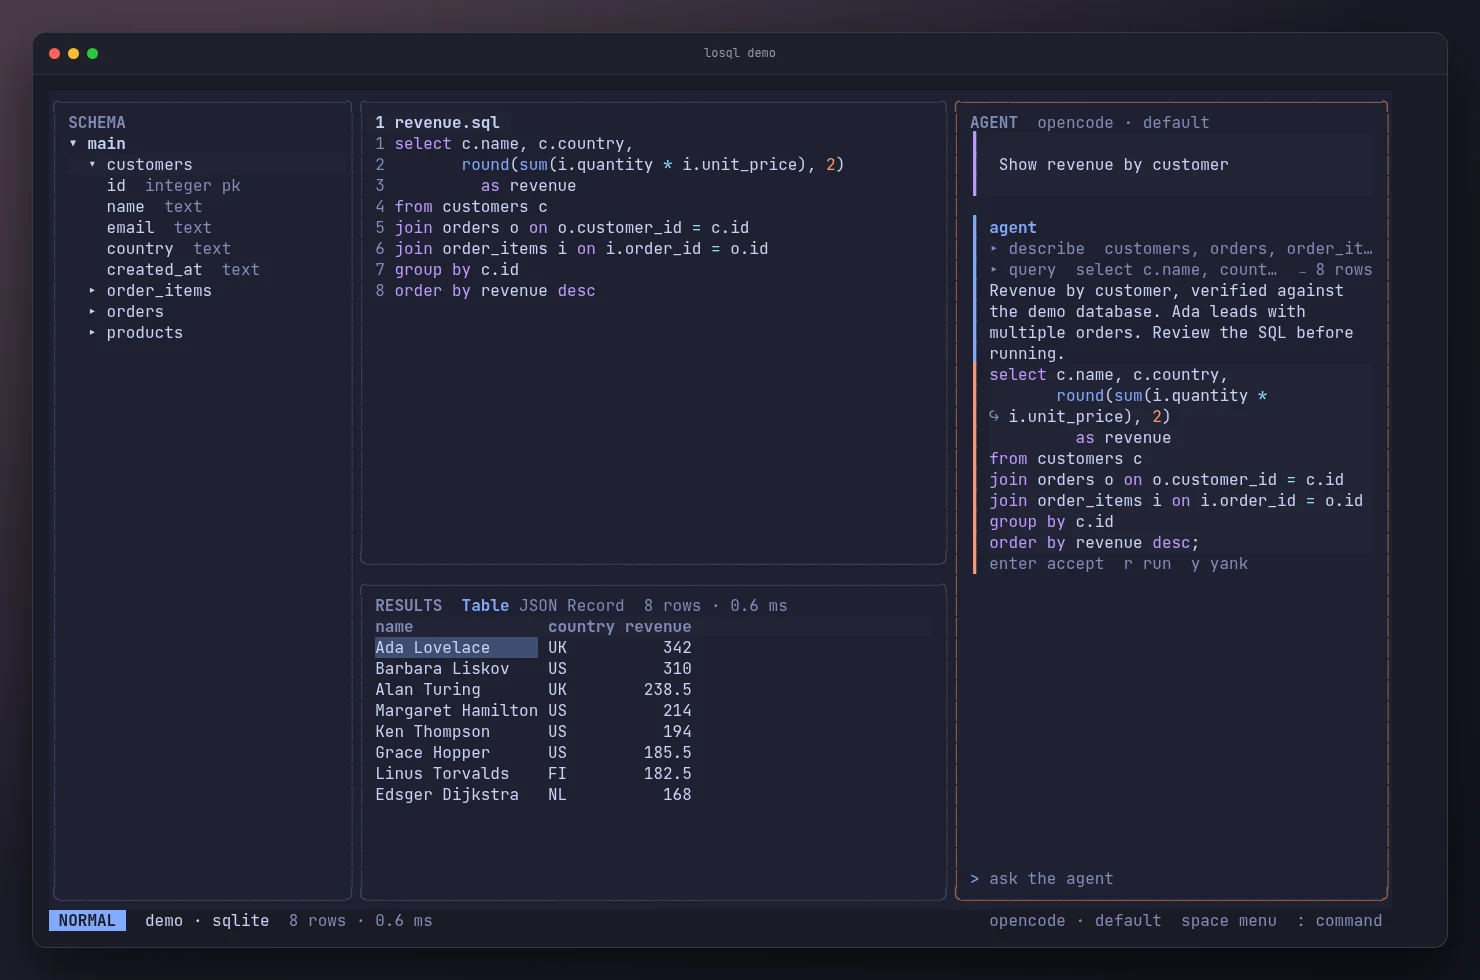 losql demo
SCHEMA
▾ main
▾ customers
id integer pk
name text
email text
country text
created_at text
▸ order_items
▸ orders
▸ products
1 revenue.sql
1 select c.name, c.country,
2 round(sum(i.quantity * i.unit_price), 2)
3 as revenue
4 from customers c
5 join orders o on o.customer_id = c.id
6 join order_items i on i.order_id = o.id
7 group by c.id
8 order by revenue desc
RESULTS Table JSON Record 8 rows · 0.6 ms
name country revenue
Ada Lovelace UK 342
Barbara Liskov US 310
Alan Turing UK 238.5
Margaret Hamilton US 214
Ken Thompson US 194
Grace Hopper US 185.5
Linus Torvalds FI 182.5
Edsger Dijkstra NL 168
AGENT opencode · default
Show revenue by customer
agent
▸ describe customers, orders, order_it…
▸ query select c.name, count… — 8 rows
Revenue by customer, verified against
the demo database. Ada leads with
multiple orders. Review the SQL before
running.
select c.name, c.country,
round(sum(i.quantity *
↪ i.unit_price), 2)
as revenue
from customers c
join orders o on o.customer_id = c.id
join order_items i on i.order_id = o.id
group by c.id
order by revenue desc;
enter accept r run y yank
> ask the agent
NORMAL demo · sqlite 8 rows · 0.6 ms
opencode · default space menu : command